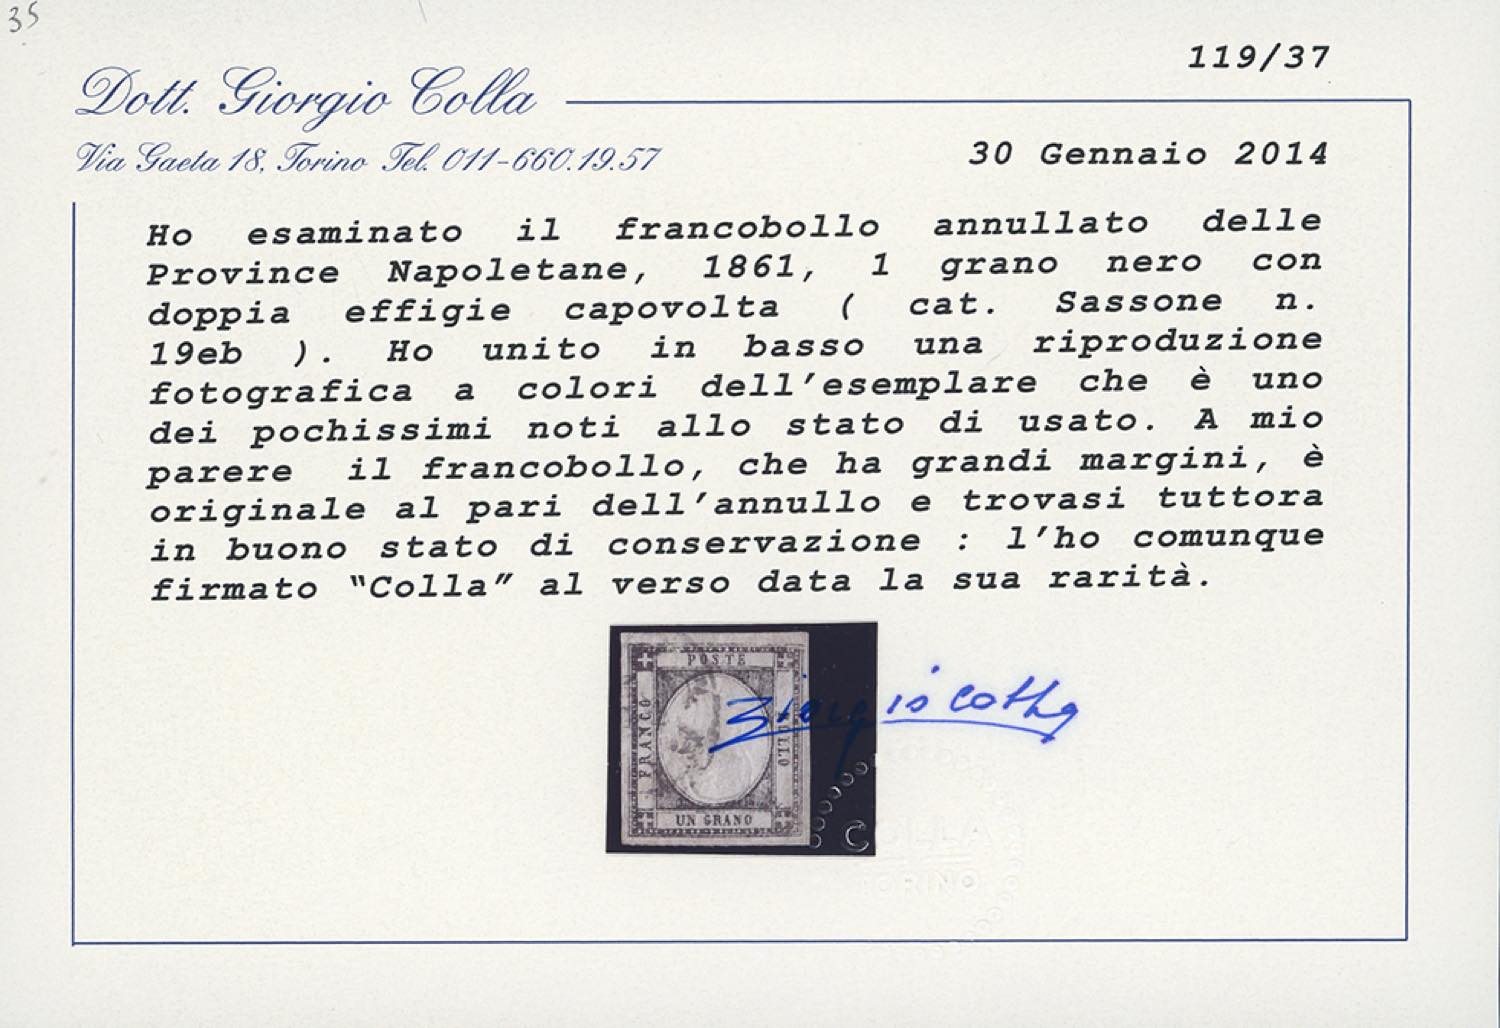 35
119/37
Dott. Giorgio Colla
Via Gaeta 18, Torino Tel. 011-660.19.57
30 Gennaio 2014
Ho esaminato il francobollo annullato delle
Province Napoletane, 1861, 1 grano nero con
doppia effigie capovolta ( cat. Sassone n.
19eb ). Ho unito in basso una riproduzione
fotografica a colori dell'esemplare che è uno
dei pochissimi noti allo stato di usato. A mio
parere il francobollo, che ha grandi margini, è
originale al pari dell'annullo e trovasi tuttora
in buono stato di conservazione : l'ho comunque
firmato "Colla" al verso data la sua rarità.
POSTE
FRANCO
BOLLO
UN GRANO
Giorgio Colla
TORINO